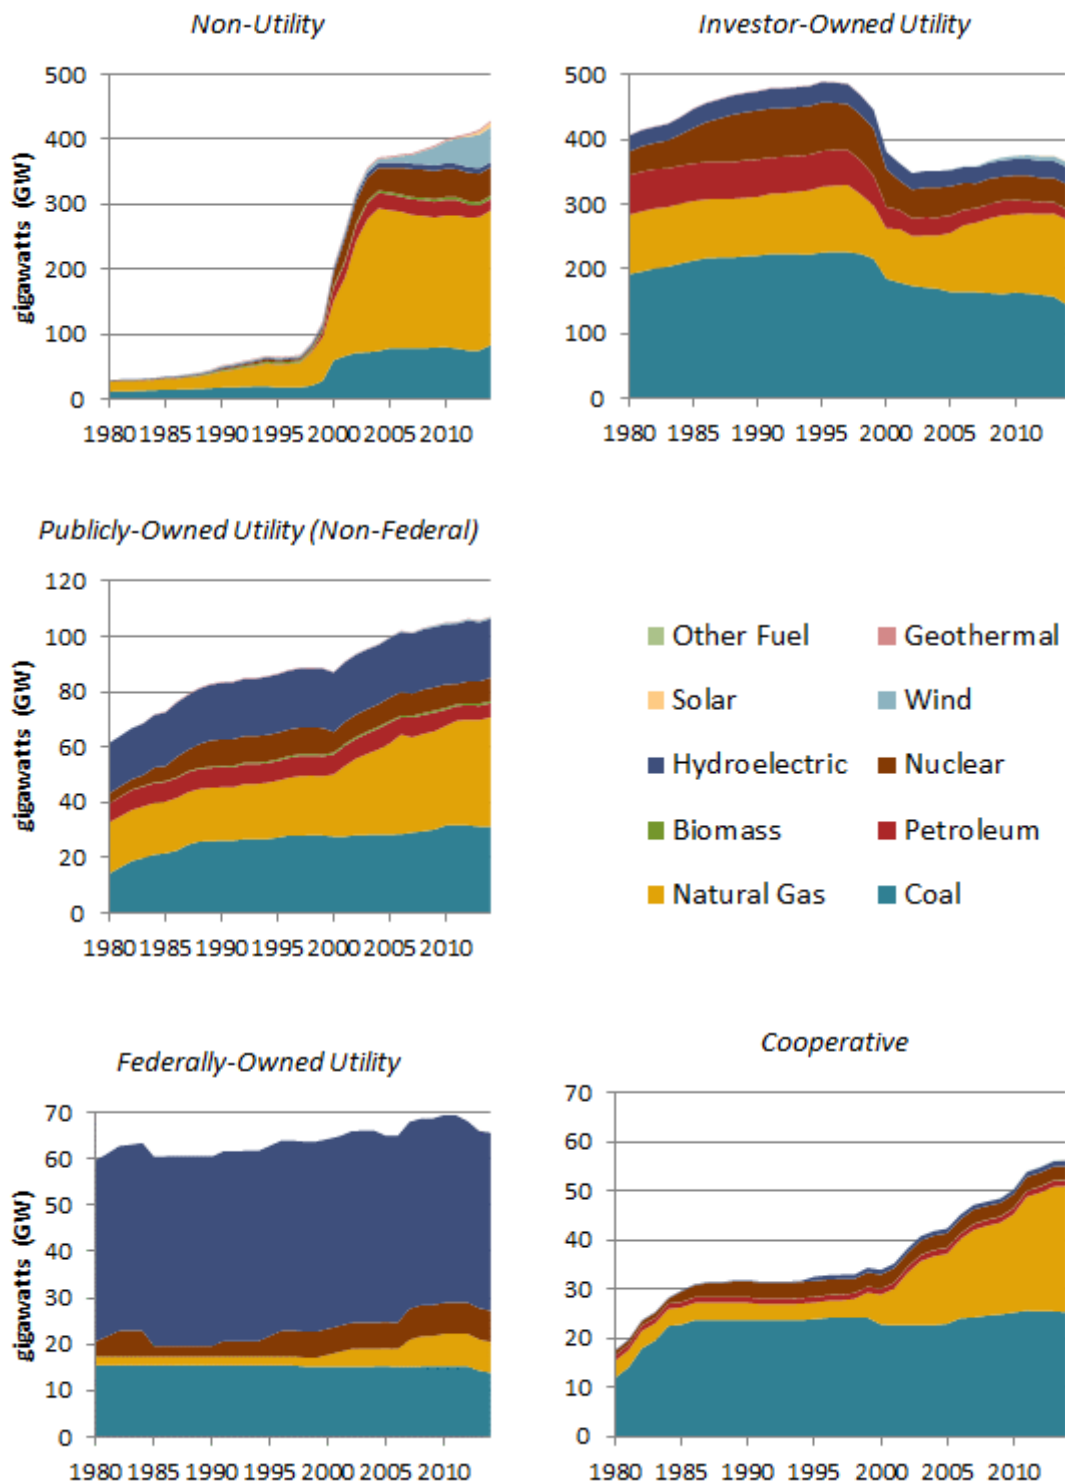 Non-Utility
500
400
300
200
100
0
gigawatts (GW)
1980 1985 1990 1995 2000 2005 2010
Investor-Owned Utility
500
400
300
200
100
0
1980 1985 1990 1995 2000 2005 2010
Publicly-Owned Utility (Non-Federal)
120
100
80
60
40
20
0
gigawatts (GW)
1980 1985 1990 1995 2000 2005 2010
Other Fuel Geothermal
Solar Wind
Hydroelectric Nuclear
Biomass Petroleum
Natural Gas Coal
Federally-Owned Utility
70
60
50
40
30
20
10
0
gigawatts (GW)
1980 1985 1990 1995 2000 2005 2010
Cooperative
70
60
50
40
30
20
10
0
1980 1985 1990 1995 2000 2005 2010